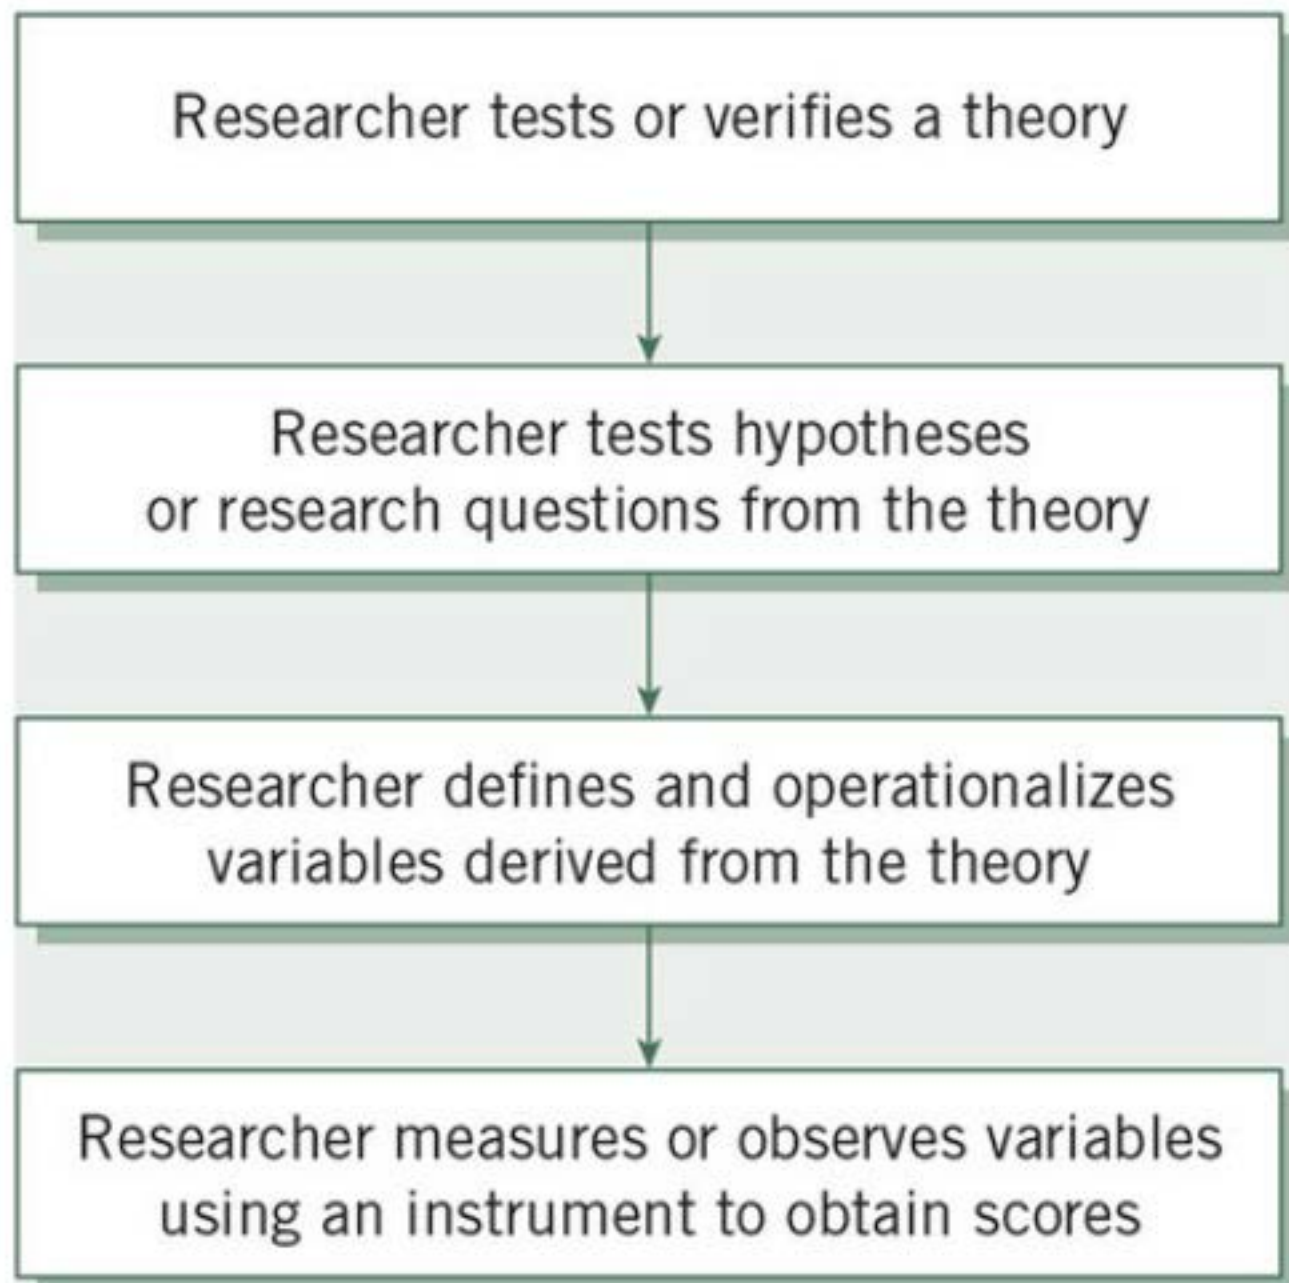 Researcher tests or verifies a theory
Researcher tests hypotheses
or research questions from the theory
Researcher defines and operationalizes
variables derived from the theory
Researcher measures or observes variables
using an instrument to obtain scores